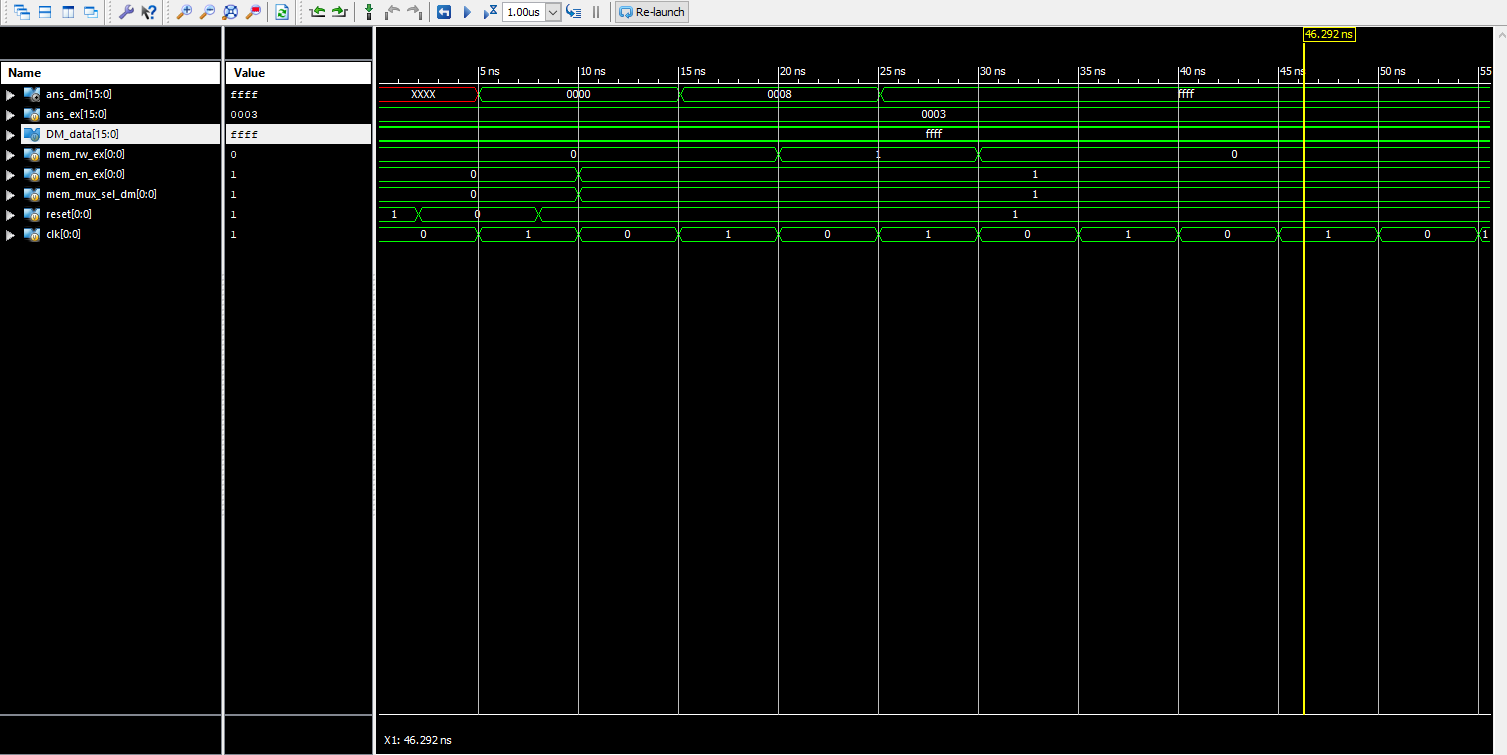 1.00us Re-launch
46.292 ns
Name Value
5 ns 10 ns 15 ns 20 ns 25 ns 30 ns 35 ns 40 ns 45 ns 50 ns 55
ans_dm[15:0] ffff XXXX 0000 0008 ffff
ans_ex[15:0] 0003 0003
DM_data[15:0] ffff ffff
mem_rw_ex[0:0] 0 0 1 0
mem_en_ex[0:0] 1 0 1
mem_mux_sel_dm[0:0] 1 0 1
reset[0:0] 1 1 0 1
clk[0:0] 1 0 1 0 1 0 1 0 1 0 1 0 1
X1: 46.292 ns